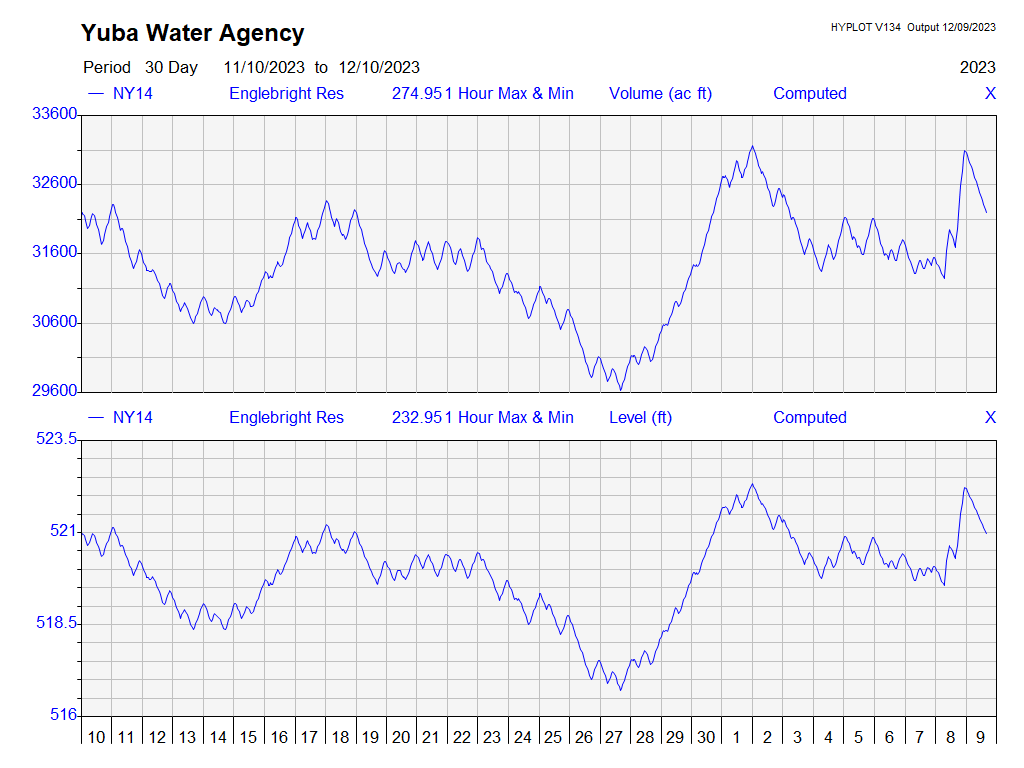 Yuba Water Agency
HYPLOT V134 Output 12/09/2023
Period 30 Day 11/10/2023 to 12/10/2023 2023
— NY14 Englebright Res 274.951 Hour Max & Min Volume (ac ft) Computed X
33600
32600
31600
30600
29600
— NY14 Englebright Res 232.951 Hour Max & Min Level (ft) Computed X
523.5
521
518.5
516
10 11 12 13 14 15 16 17 18 19 20 21 22 23 24 25 26 27 28 29 30 1 2 3 4 5 6 7 8 9